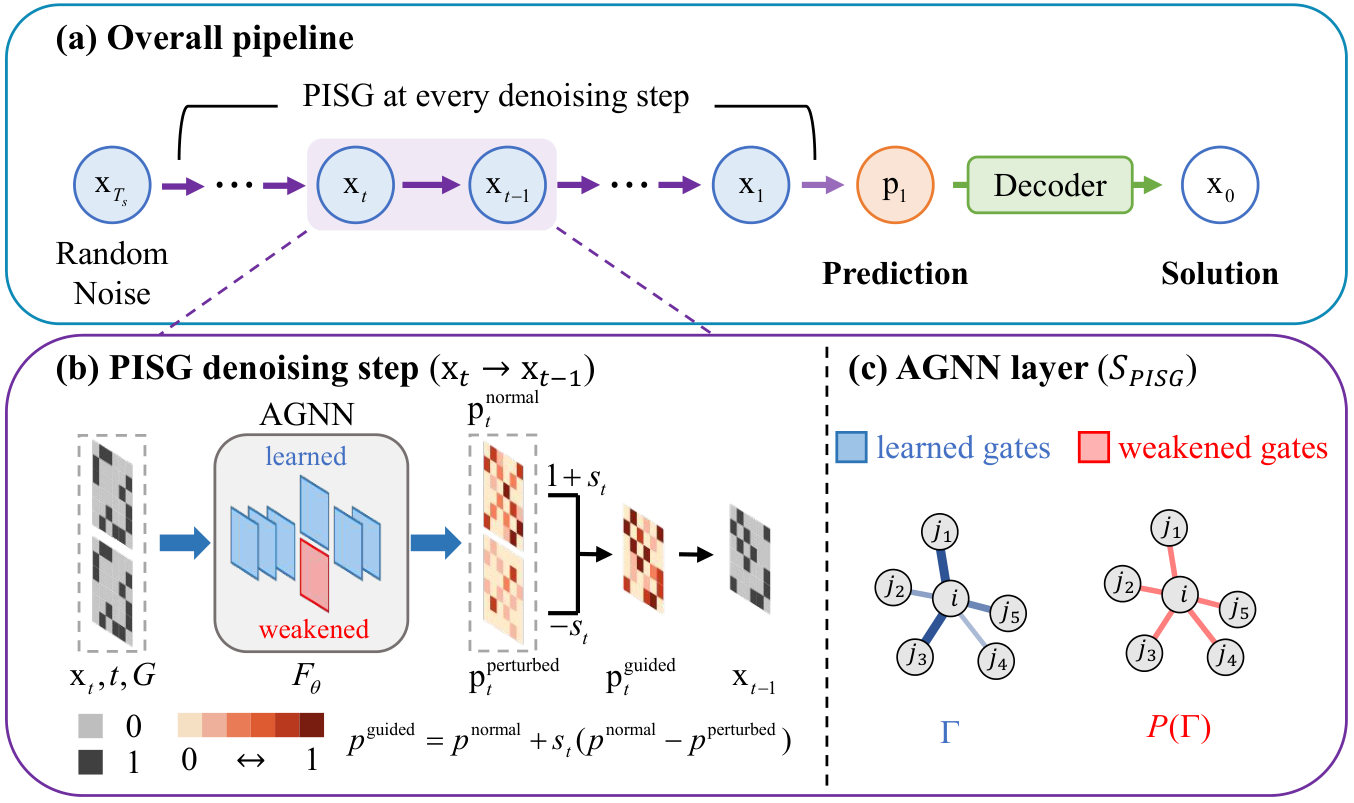 (a) Overall pipeline
PISG at every denoising step
x_{T_s} ··· x_t x_{t−1} ··· x_1 p_1 Decoder x_0
Random
Noise
Prediction
Solution
(b) PISG denoising step (x_t → x_{t−1})
AGNN
learned
weakened
x_t, t, G
F_θ
p_t^{normal}
1 + s_t
−s_t
p_t^{perturbed}
p_t^{guided}
x_{t−1}
0
1
0 ↔ 1
p^{guided} = p^{normal} + s_t(p^{normal} − p^{perturbed})
(c) AGNN layer (S_{PISG})
learned gates
weakened gates
j_1
j_2
i
j_5
j_3
j_4
Γ
j_1
j_2
i
j_5
j_3
j_4
P(Γ)